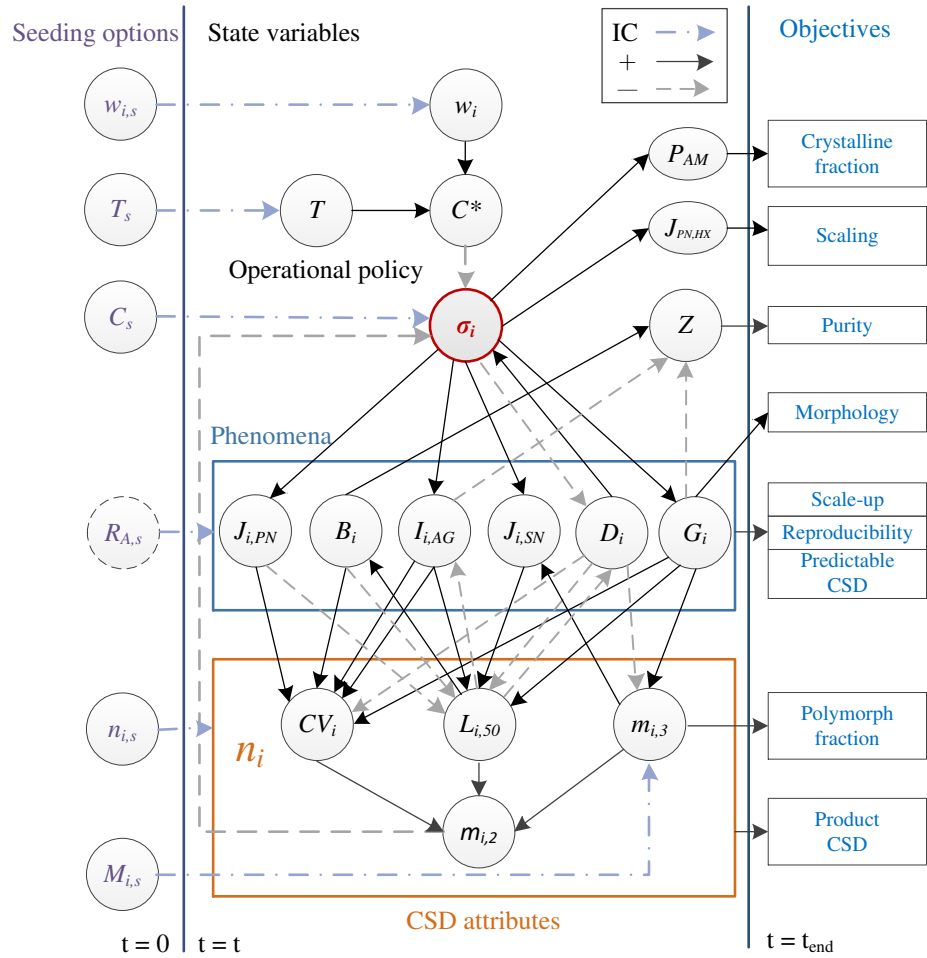 Seeding options
State variables
IC
+
−
Objectives
w_{i,s}
w_i
P_{AM}
Crystalline
fraction
T_s
T
C*
J_{PN,HX}
Scaling
Operational policy
C_s
σ_i
Z
Purity
Morphology
Phenomena
R_{A,s}
J_{i,PN}
B_i
I_{i,AG}
J_{i,SN}
D_i
G_i
Scale-up
Reproducibility
Predictable
CSD
n_{i,s}
n_i
CV_i
L_{i,50}
m_{i,3}
Polymorph
fraction
m_{i,2}
Product
CSD
M_{i,s}
CSD attributes
t = 0
t = t
t = t_{end}